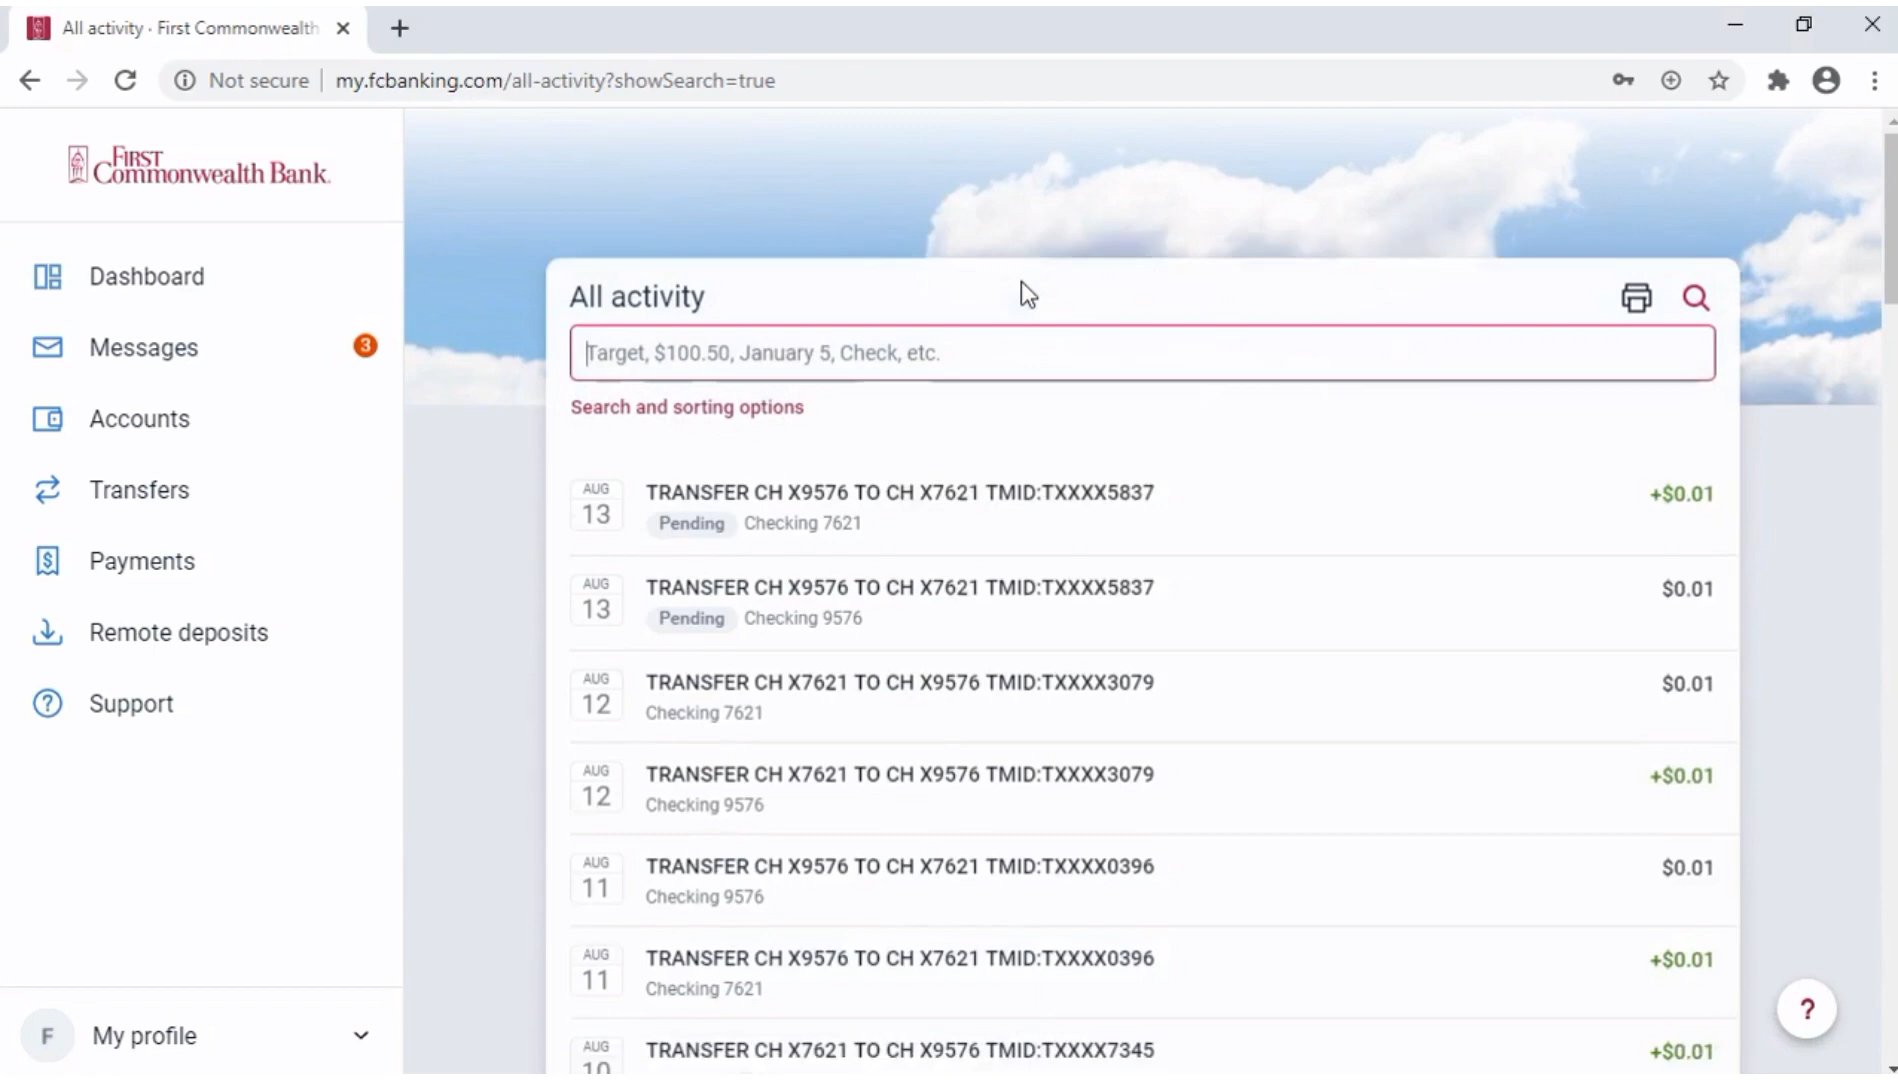 All activity · First Commonwealth
Not secure my.fcbanking.com/all-activity?showSearch=true
FIRST
Commonwealth Bank.
Dashboard
Messages 3
Accounts
Transfers
Payments
Remote deposits
Support
F My profile
All activity
Target, $100.50, January 5, Check, etc.
Search and sorting options
AUG
13
TRANSFER CH X9576 TO CH X7621 TMID:TXXXX5837
Pending Checking 7621
+$0.01
AUG
13
TRANSFER CH X9576 TO CH X7621 TMID:TXXXX5837
Pending Checking 9576
$0.01
AUG
12
TRANSFER CH X7621 TO CH X9576 TMID:TXXXX3079
Checking 7621
$0.01
AUG
12
TRANSFER CH X7621 TO CH X9576 TMID:TXXXX3079
Checking 9576
+$0.01
AUG
11
TRANSFER CH X9576 TO CH X7621 TMID:TXXXX0396
Checking 9576
$0.01
AUG
11
TRANSFER CH X9576 TO CH X7621 TMID:TXXXX0396
Checking 7621
+$0.01
AUG
10
TRANSFER CH X7621 TO CH X9576 TMID:TXXXX7345
+$0.01
?